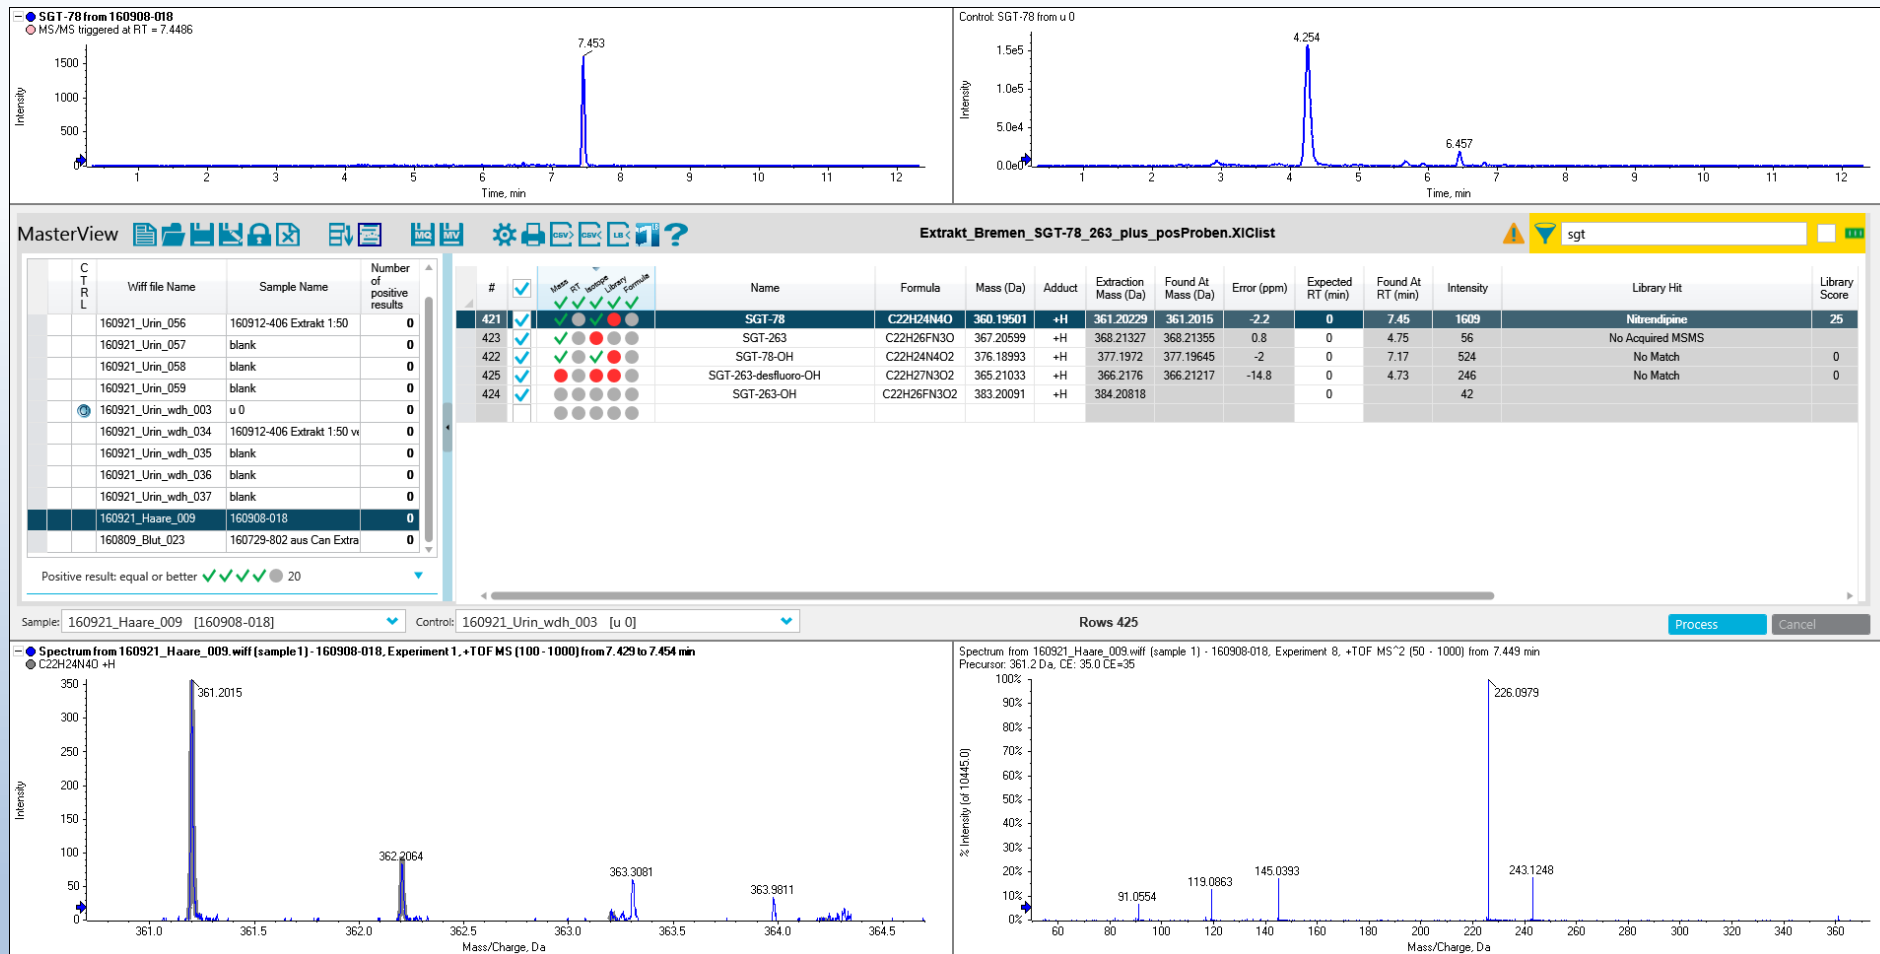 SGT-78 from 160908-018
MS/MS triggered at RT = 7.4486
7.453
1500
1000
500
0
Intensity
1 2 3 4 5 6 7 8 9 10 11 12
Time, min
Control: SGT-78 from u 0
4.254
6.457
1.5e5
1.0e5
5.0e4
0.0e0
Intensity
1 2 3 4 5 6 7 8 9 10 11 12
Time, min
MasterView
MQ MV CSV CSV LB LB ?
Extrakt_Bremen_SGT-78_263_plus_posProben.XIClist
sgt
CTRL Wiff file Name Sample Name Number of positive results
160921_Urin_056 160912-406 Extrakt 1:50 0
160921_Urin_057 blank 0
160921_Urin_058 blank 0
160921_Urin_059 blank 0
160921_Urin_wdh_003 u 0 0
160921_Urin_wdh_034 160912-406 Extrakt 1:50 ve 0
160921_Urin_wdh_035 blank 0
160921_Urin_wdh_036 blank 0
160921_Urin_wdh_037 blank 0
160921_Haare_009 160908-018 0
160809_Blut_023 160729-802 aus Can Extra 0
Positive result: equal or better 20
# Mass RT Isotope Library Formula Name Formula Mass (Da) Adduct Extraction Mass (Da) Found At Mass (Da) Error (ppm) Expected RT (min) Found At RT (min) Intensity Library Hit Library Score
421 SGT-78 C22H24N4O 360.19501 +H 361.20229 361.2015 -2.2 0 7.45 1609 Nitrendipine 25
423 SGT-263 C22H26FN3O 367.20599 +H 368.21327 368.21355 0.8 0 4.75 56 No Acquired MSMS
422 SGT-78-OH C22H24N4O2 376.18993 +H 377.1972 377.19645 -2 0 7.17 524 No Match 0
425 SGT-263-desfluoro-OH C22H27N3O2 365.21033 +H 366.2176 366.21217 -14.8 0 4.73 246 No Match 0
424 SGT-263-OH C22H26FN3O2 383.20091 +H 384.20818 0 42
Sample: 160921_Haare_009 [160908-018]
Control: 160921_Urin_wdh_003 [u 0]
Rows 425
Process
Cancel
Spectrum from 160921_Haare_009.wiff (sample 1) - 160908-018, Experiment 1, +TOF MS (100 - 1000) from 7.429 to 7.454 min
C22H24N4O +H
350
300
250
200
150
100
50
0
Intensity
361.2015
362.2064
363.3081
363.9811
361.0 361.5 362.0 362.5 363.0 363.5 364.0 364.5
Mass/Charge, Da
Spectrum from 160921_Haare_009.wiff (sample 1) - 160908-018, Experiment 8, +TOF MS^2 (50 - 1000) from 7.449 min
Precursor: 361.2 Da, CE: 35.0 CE=35
100%
90%
80%
70%
60%
50%
40%
30%
20%
10%
0%
% Intensity (of 10445.0)
226.0979
243.1248
145.0393
119.0863
91.0554
60 80 100 120 140 160 180 200 220 240 260 280 300 320 340 360
Mass/Charge, Da